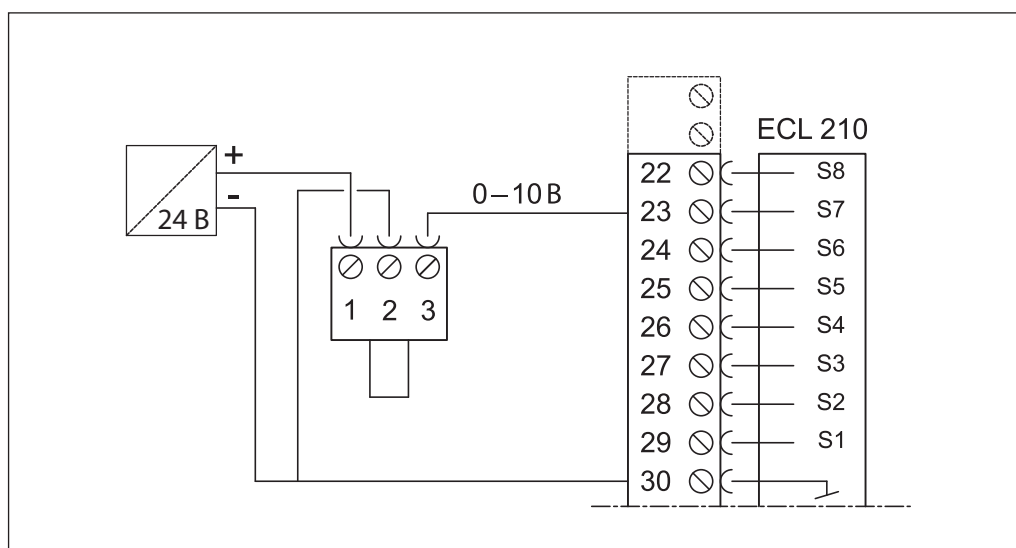 ECL 210
+
-
24 В
0–10 В
1 2 3
22 S8
23 S7
24 S6
25 S5
26 S4
27 S3
28 S2
29 S1
30